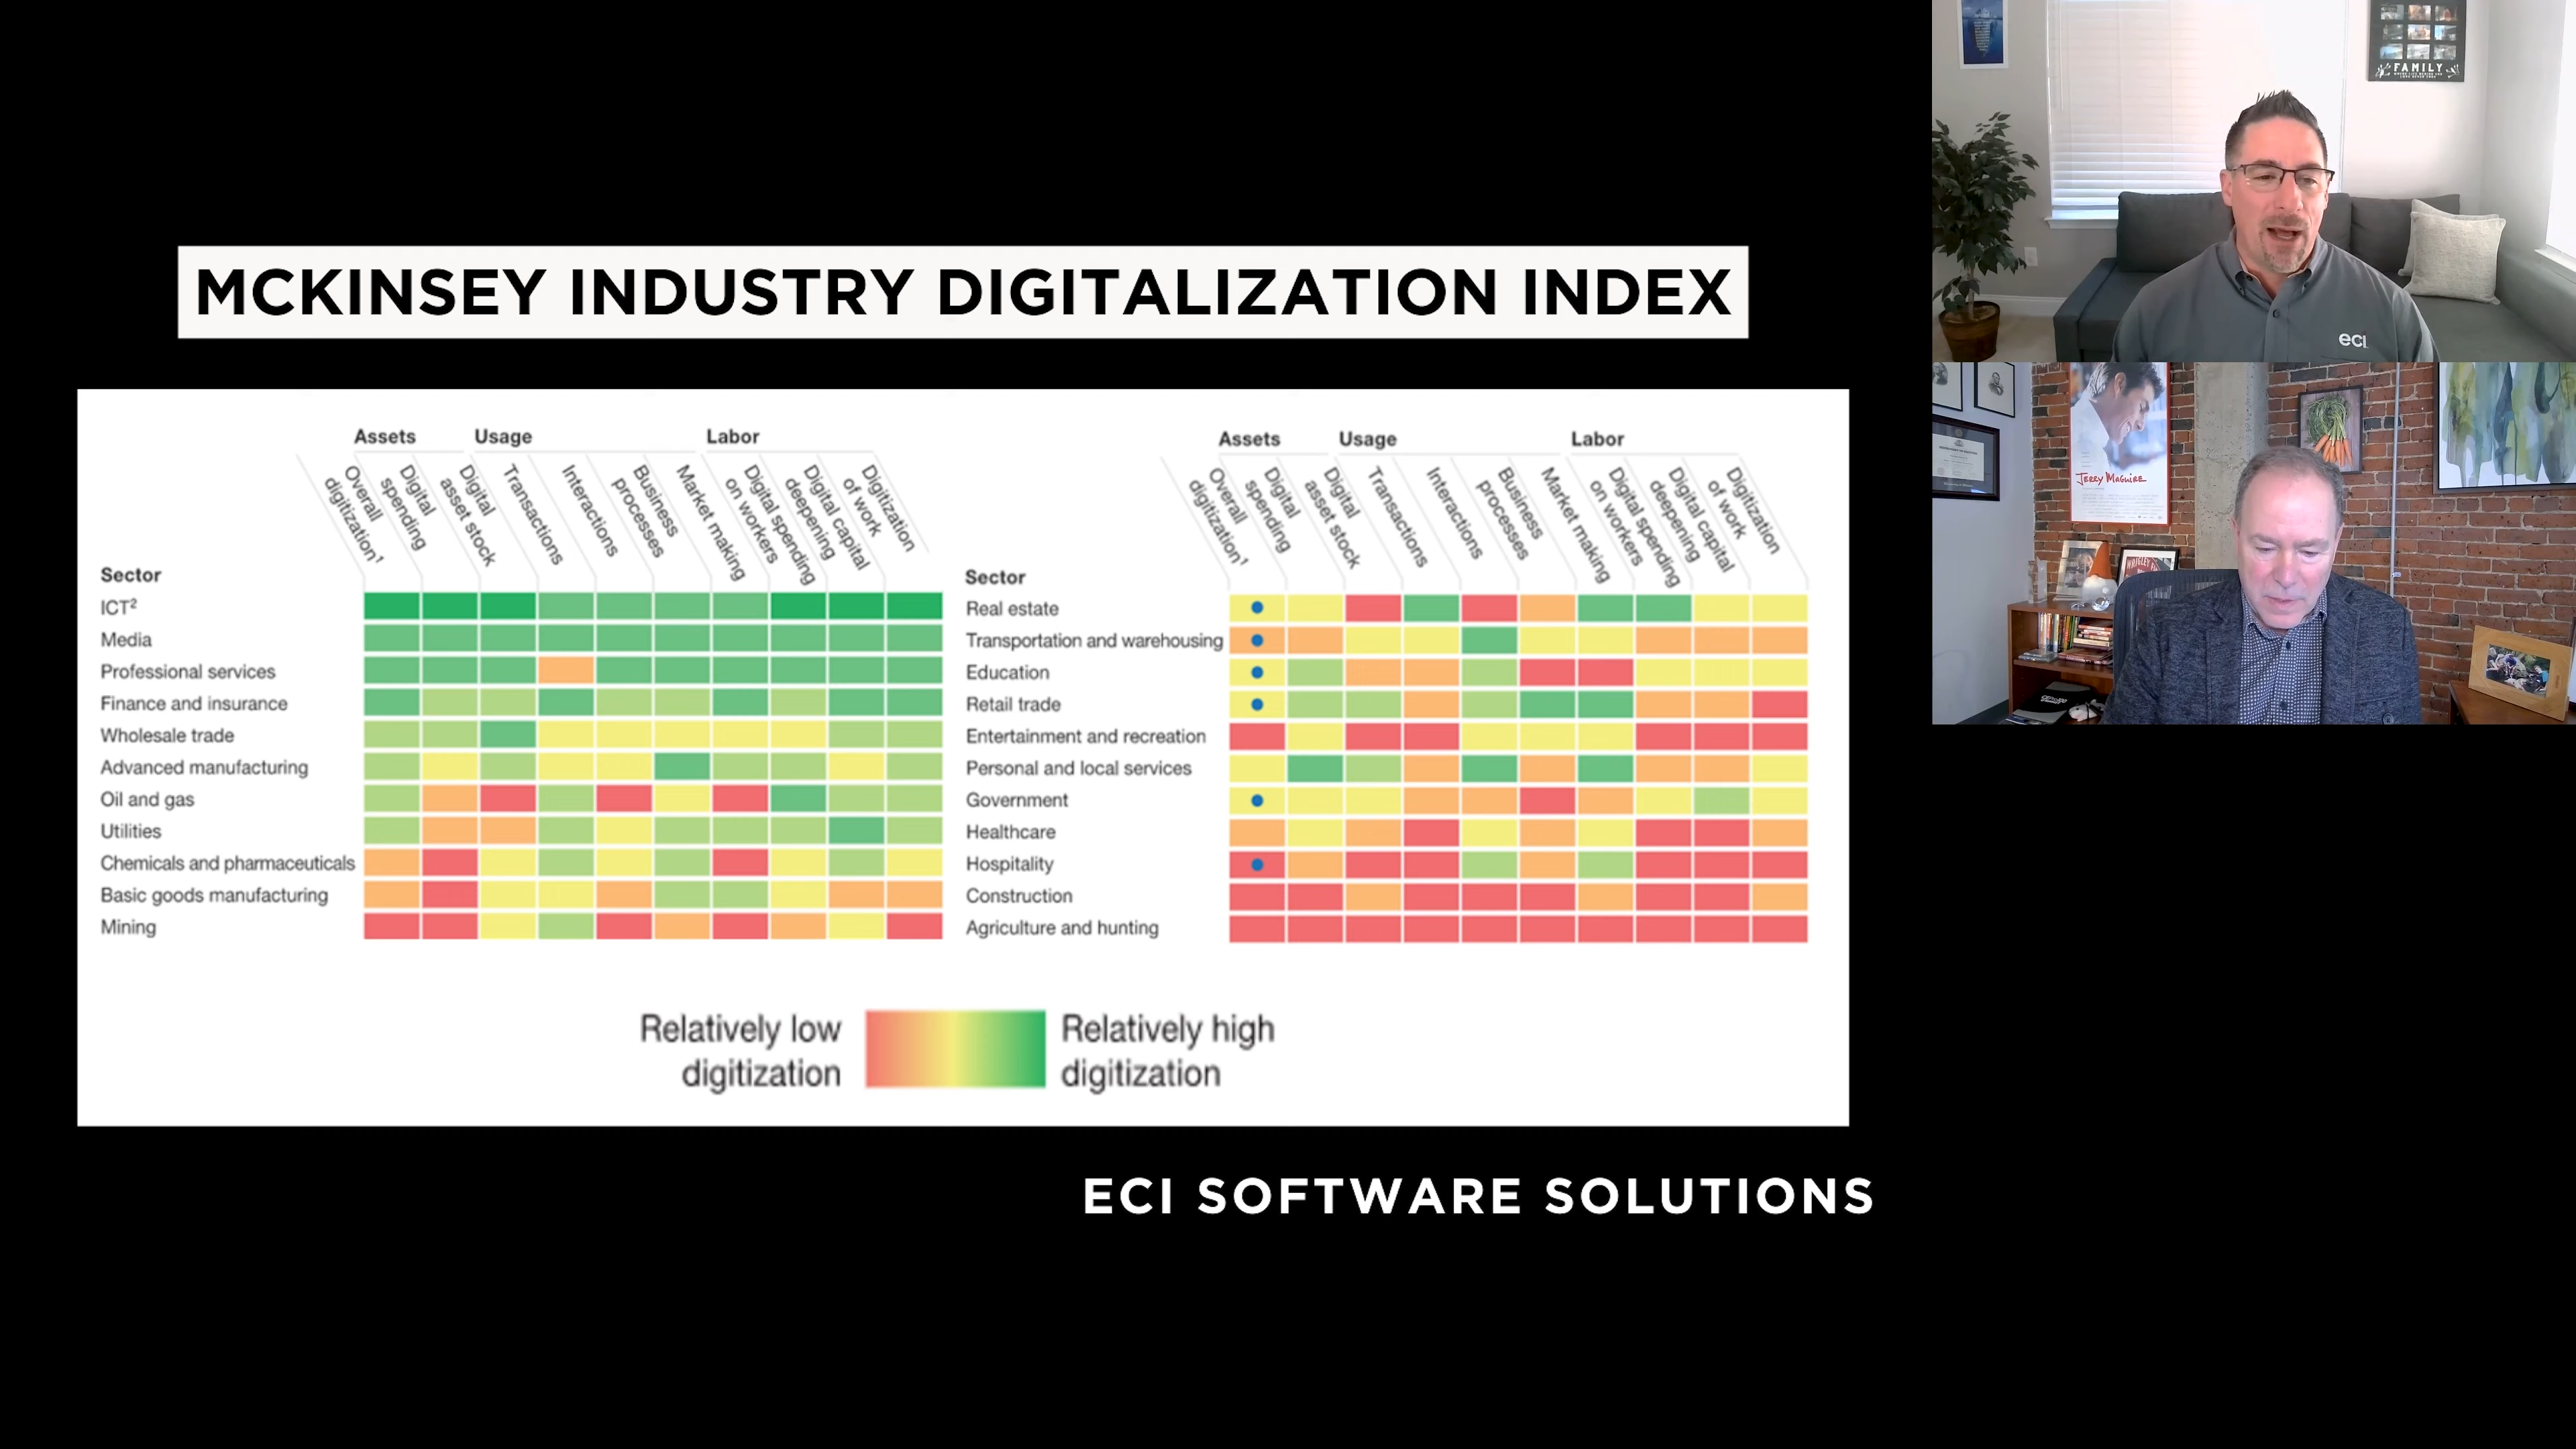 MCKINSEY INDUSTRY DIGITALIZATION INDEX
Assets
Usage
Labor
Overall
digitization¹
Digital
spending
Digital
asset stock
Transactions
Interactions
Business
processes
Market making
Digital spending
on workers
Digital capital
deepening
Digitization
of work
Sector
ICT²
Media
Professional services
Finance and insurance
Wholesale trade
Advanced manufacturing
Oil and gas
Utilities
Chemicals and pharmaceuticals
Basic goods manufacturing
Mining
Assets
Usage
Labor
Overall
digitization¹
Digital
spending
Digital
asset stock
Transactions
Interactions
Business
processes
Market making
Digital spending
on workers
Digital capital
deepening
Digitization
of work
Sector
Real estate
Transportation and warehousing
Education
Retail trade
Entertainment and recreation
Personal and local services
Government
Healthcare
Hospitality
Construction
Agriculture and hunting
Relatively low
digitization
Relatively high
digitization
ECI SOFTWARE SOLUTIONS
FAMILY
eci
Jerry Maguire